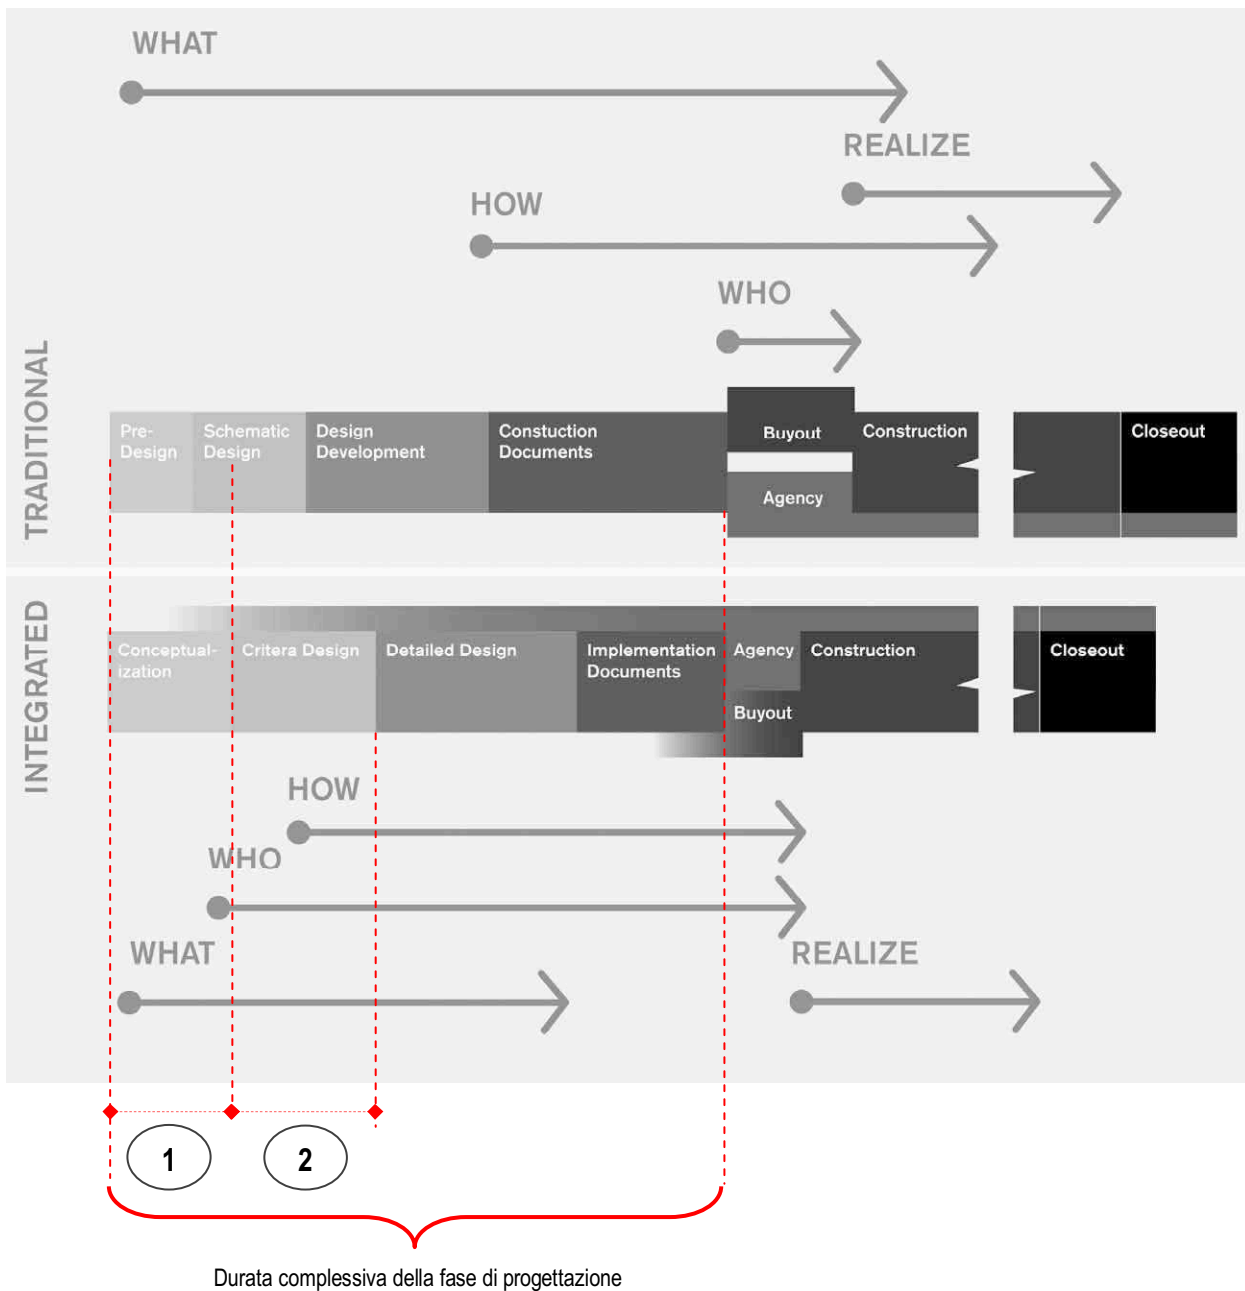 WHAT
REALIZE
HOW
WHO
TRADITIONAL
Pre-
Design
Schematic
Design
Design
Development
Constuction
Documents
Buyout
Agency
Construction
Closeout
INTEGRATED
Conceptual-
ization
Critera Design
Detailed Design
Implementation
Documents
Agency
Buyout
Construction
Closeout
HOW
WHO
WHAT
REALIZE
1
2
Durata complessiva della fase di progettazione